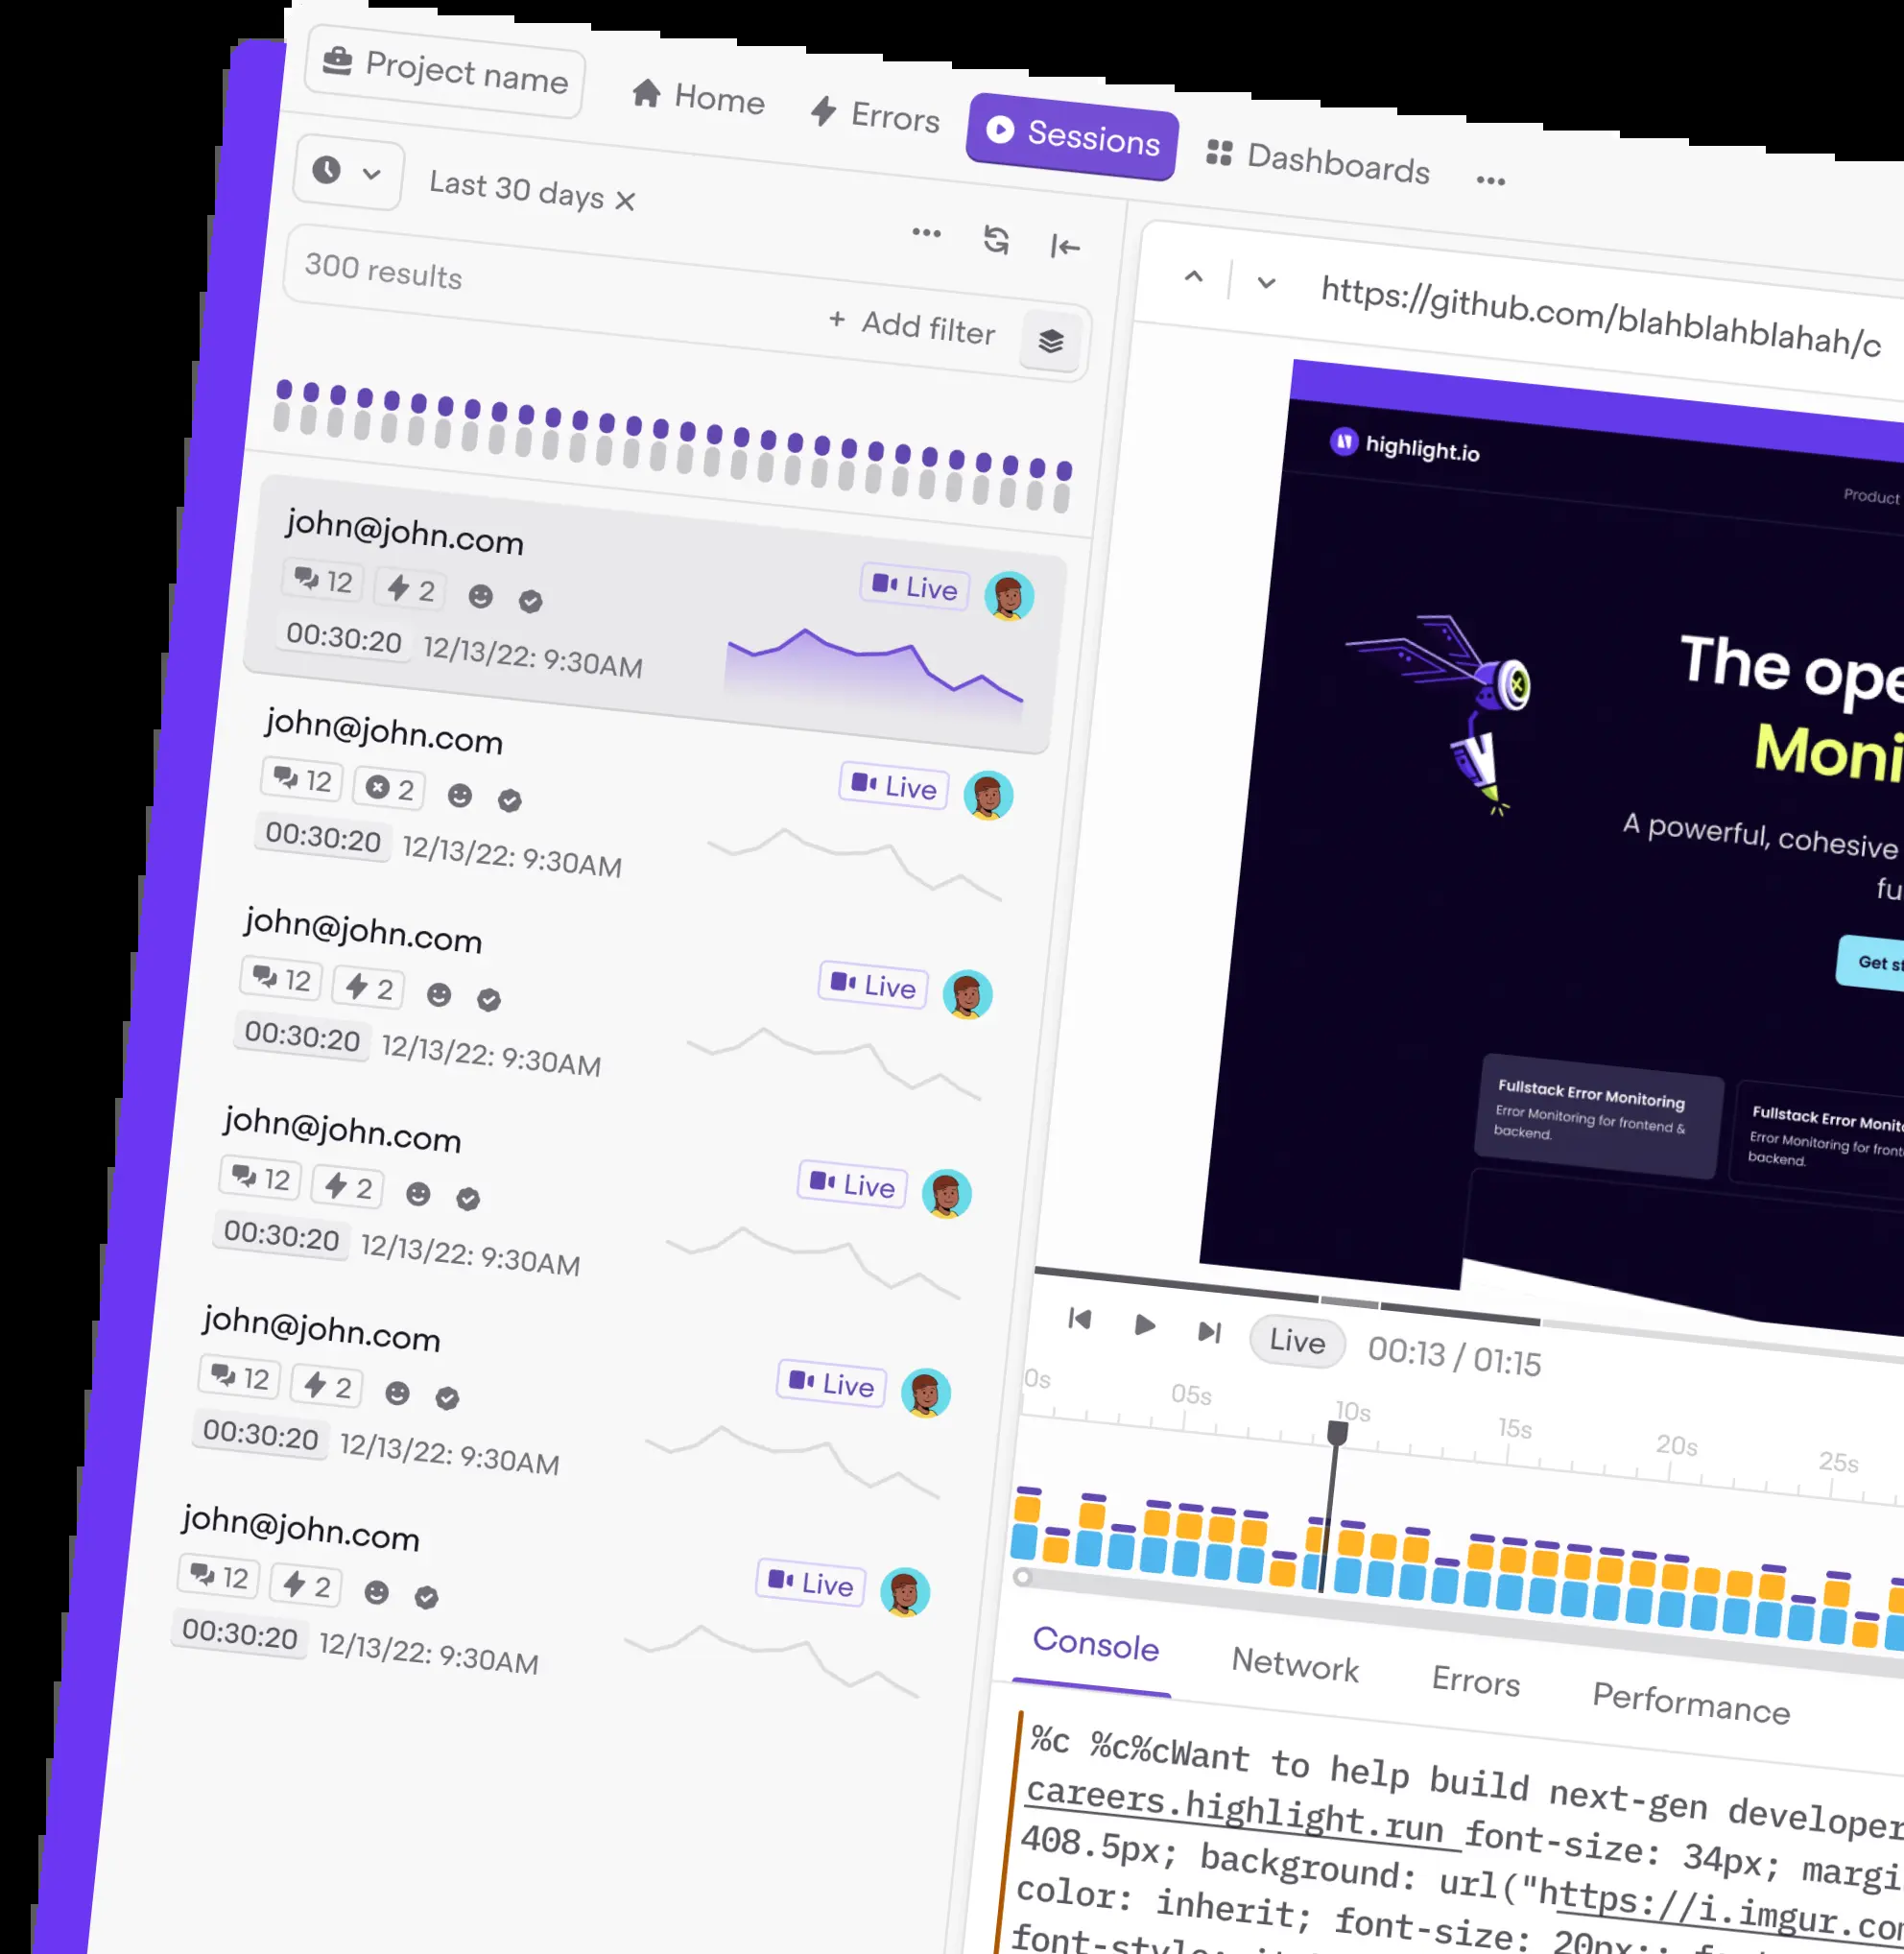 Project name
Home
Errors
Sessions
Dashboards
Last 30 days
300 results
+ Add filter
john@john.com
12 2
Live
00:30:20 12/13/22: 9:30AM
john@john.com
12 2
Live
00:30:20 12/13/22: 9:30AM
john@john.com
12 2
Live
00:30:20 12/13/22: 9:30AM
john@john.com
12 2
Live
00:30:20 12/13/22: 9:30AM
john@john.com
12 2
Live
00:30:20 12/13/22: 9:30AM
john@john.com
12 2
Live
00:30:20 12/13/22: 9:30AM
https://github.com/blahblahblahah/c
highlight.io
Product
The ope
Moni
A powerful, cohesive
fu
Get st
Fullstack Error Monitoring
Error Monitoring for frontend &
backend.
Fullstack Error Monito
Error Monitoring for front
backend.
Live
00:13 / 01:15
0s 05s 10s 15s 20s 25s
Console
Network
Errors
Performance
%c %c%cWant to help build next-gen developer
careers.highlight.run font-size: 34px; margi
408.5px; background: url("https://i.imgur.co
color: inherit; font-size: 20px;
font-style: